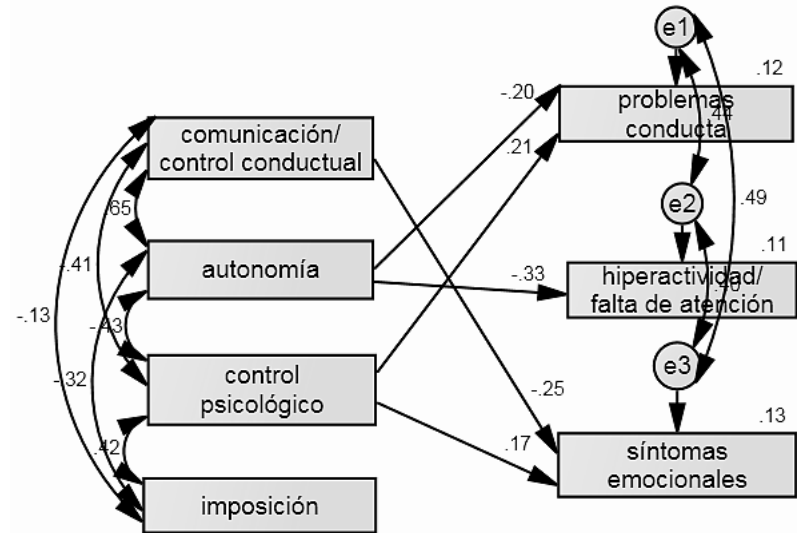 e1
.12
-.20
problemas
conducta
.44
comunicación/
control conductual
.21
.65
e2
.49
.11
-.41
autonomía
-.33
hiperactividad/
falta de atención
.40
-.13
-.43
e3
-.32
control
psicológico
-.25
.13
.42
.17
síntomas
emocionales
imposición